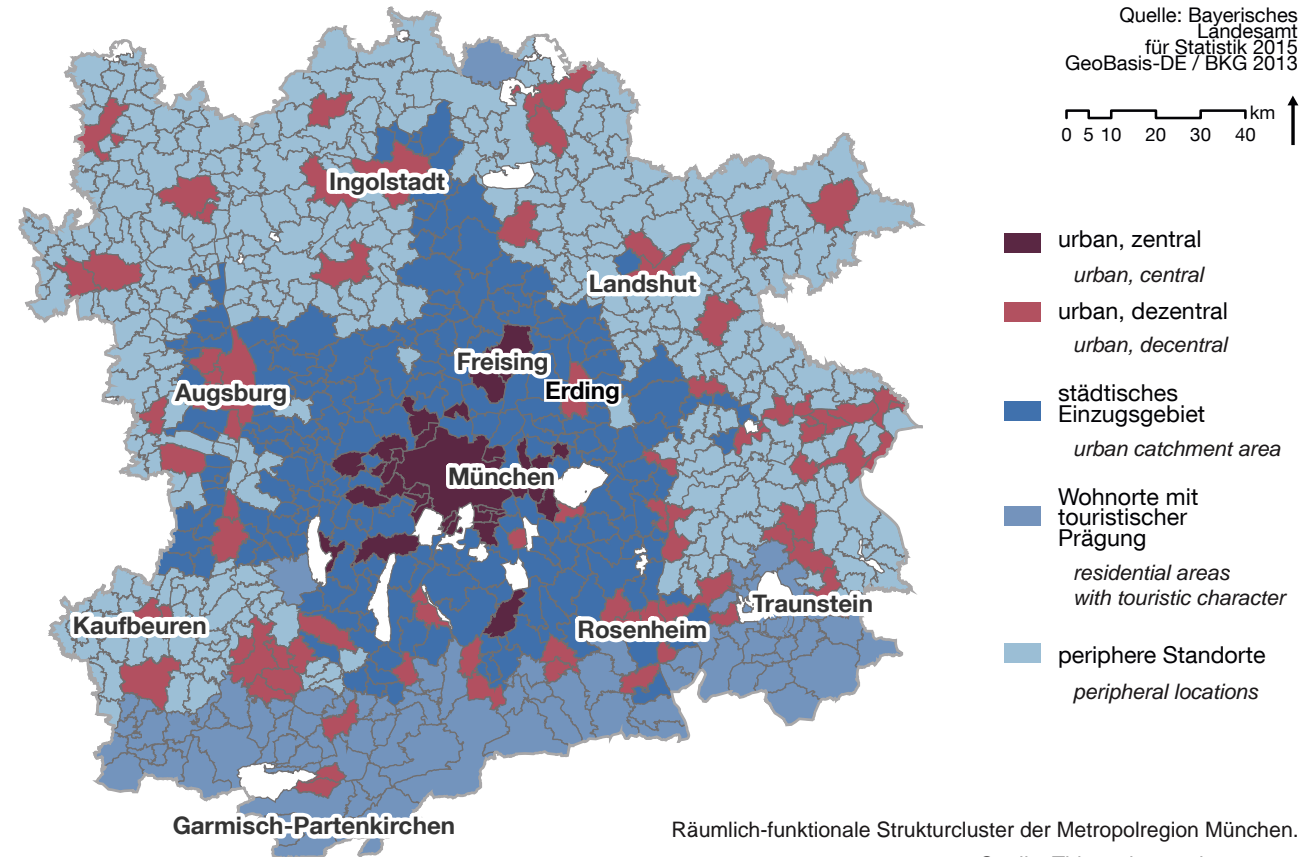 Quelle: Bayerisches
Landesamt
für Statistik 2015
GeoBasis-DE / BKG 2013
km
0 5 10 20 30 40
Ingolstadt
Landshut
Freising
Erding
Augsburg
München
Kaufbeuren
Rosenheim
Traunstein
Garmisch-Partenkirchen
urban, zentral
urban, central
urban, dezentral
urban, decentral
städtisches
Einzugsgebiet
urban catchment area
Wohnorte mit
touristischer
Prägung
residential areas
with touristic character
periphere Standorte
peripheral locations
Räumlich-funktionale Strukturcluster der Metropolregion München.